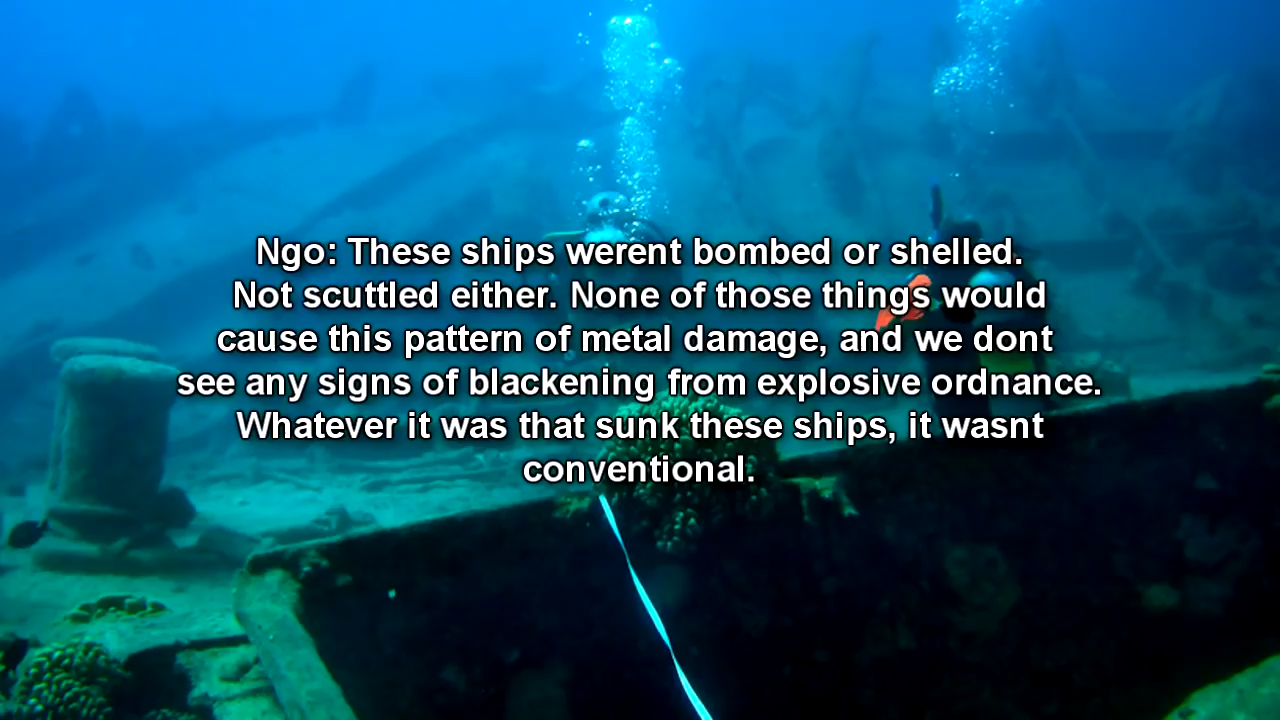 Ngo: These ships werent bombed or shelled.
Not scuttled either. None of those things would
cause this pattern of metal damage, and we dont
see any signs of blackening from explosive ordnance.
Whatever it was that sunk these ships, it wasnt
conventional.